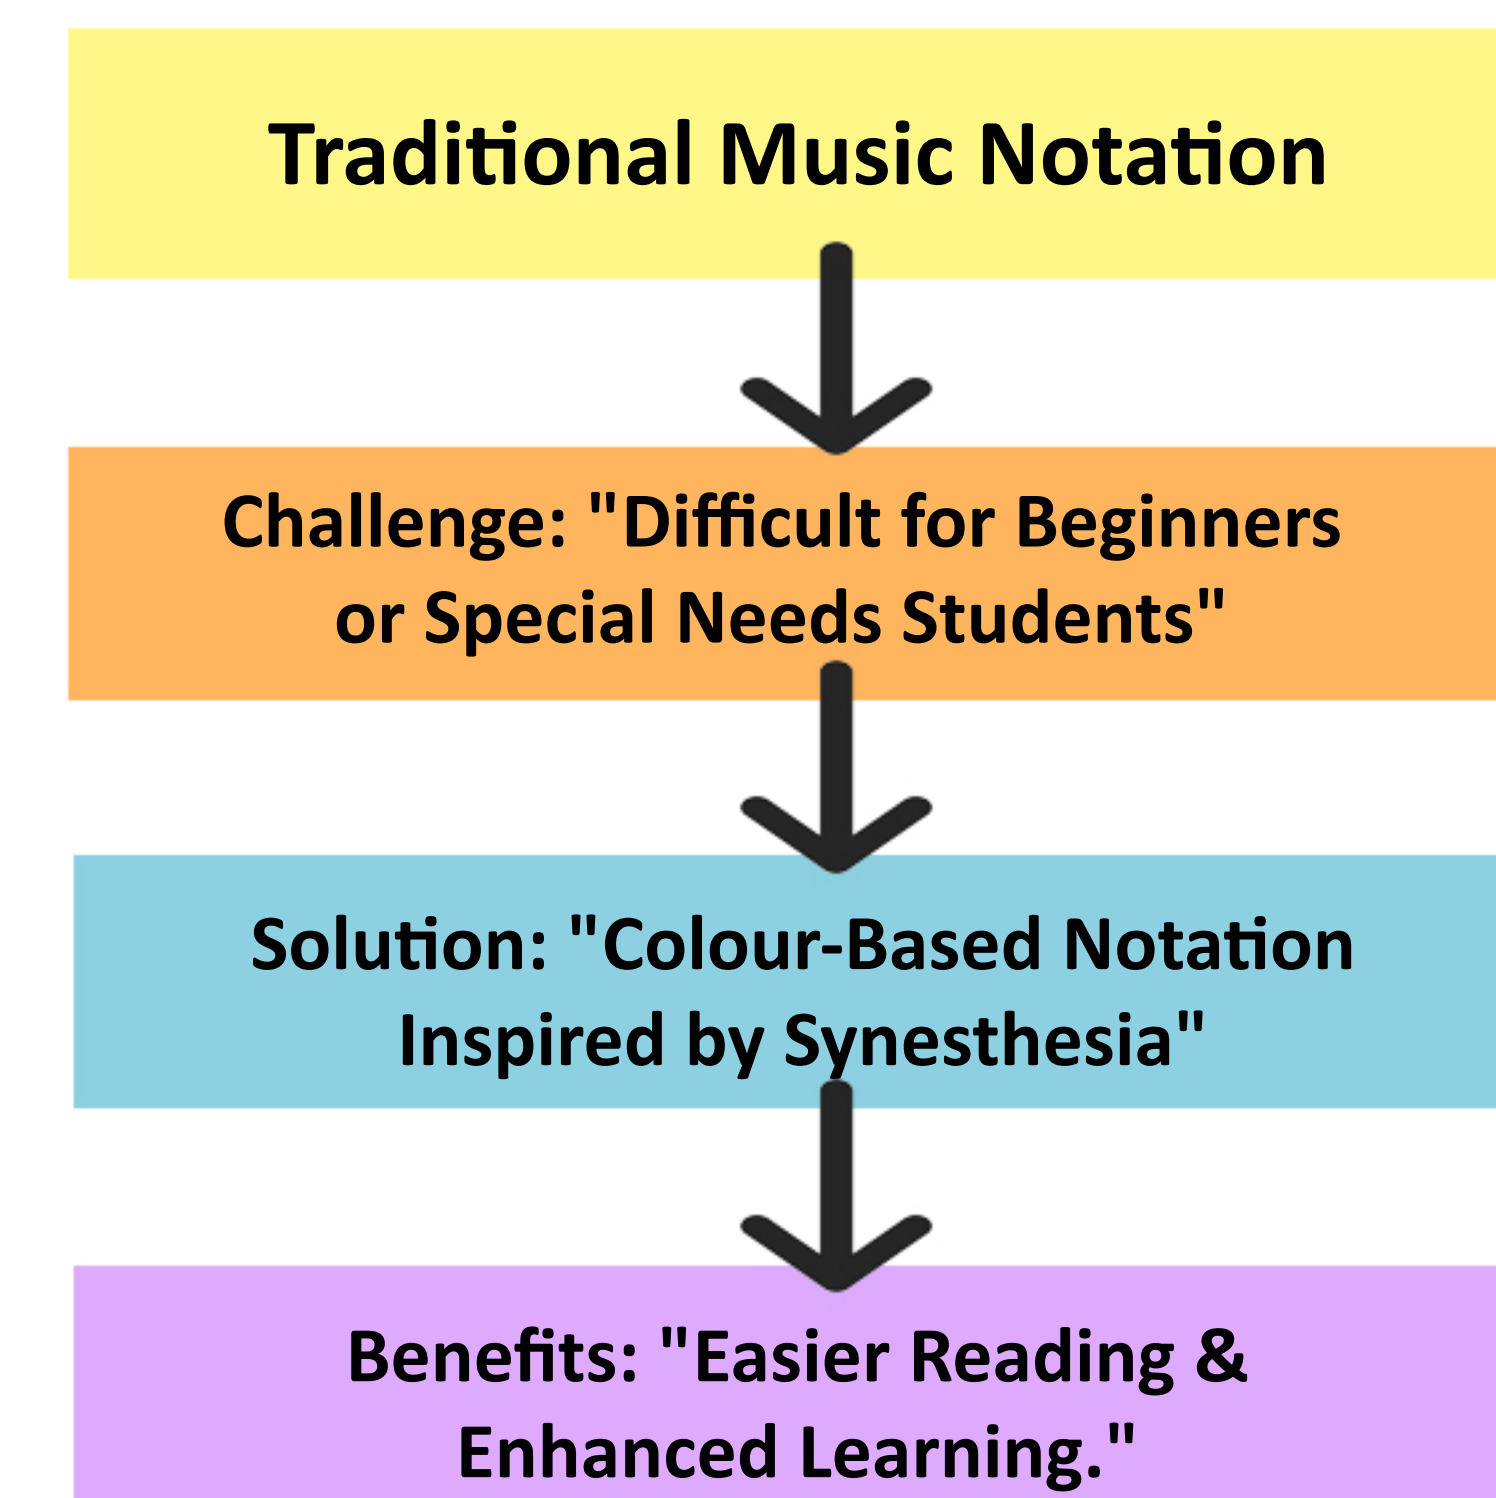 Traditional Music Notation
Challenge: "Difficult for Beginners
or Special Needs Students"
Solution: "Colour-Based Notation
Inspired by Synesthesia"
Benefits: "Easier Reading &
Enhanced Learning."